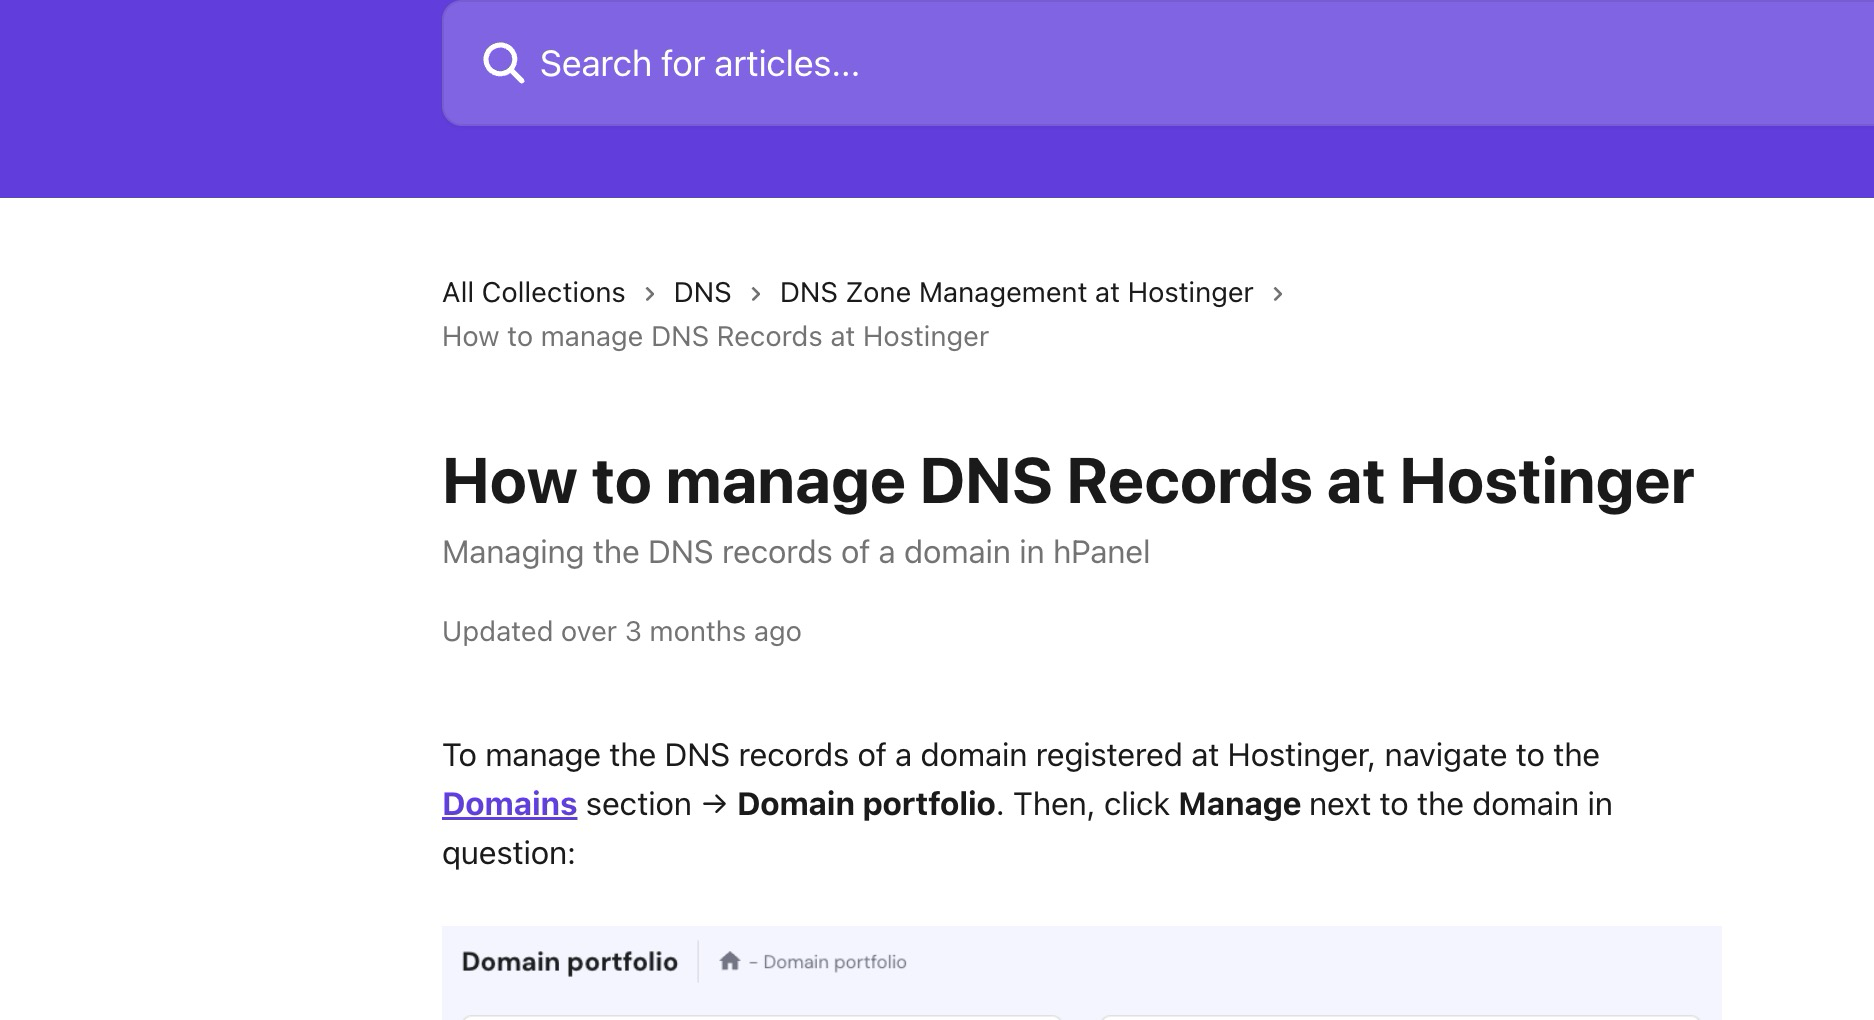 Search for articles...
All Collections > DNS > DNS Zone Management at Hostinger >
How to manage DNS Records at Hostinger
How to manage DNS Records at Hostinger
Managing the DNS records of a domain in hPanel
Updated over 3 months ago
To manage the DNS records of a domain registered at Hostinger, navigate to the
Domains section → Domain portfolio. Then, click Manage next to the domain in
question:
Domain portfolio – Domain portfolio